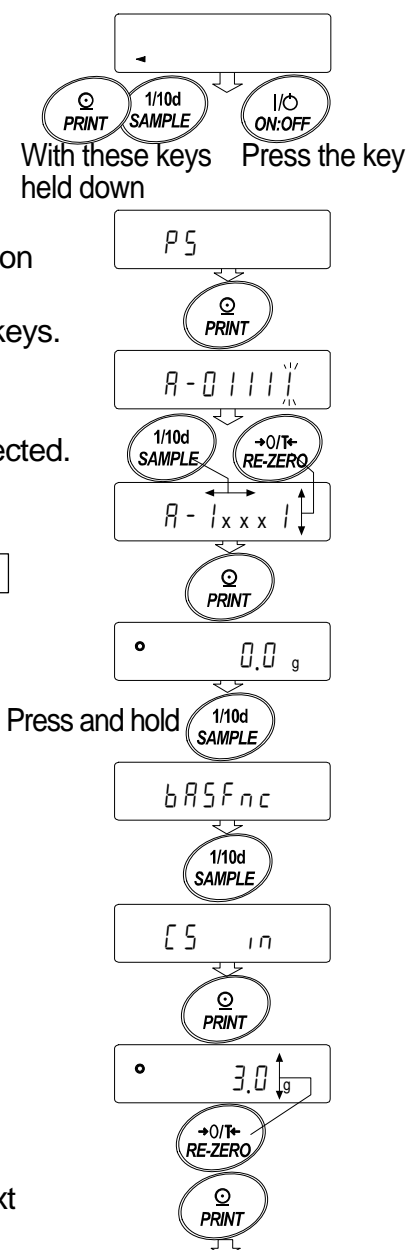 1/10d
PRINT SAMPLE ON:OFF
With these keys Press the key
held down
PS
on
PRINT
keys.
A-01111
ected.
1/10d →0/T←
SAMPLE RE-ZERO
A-1xxx1
PRINT
0.0 g
Press and hold
1/10d
SAMPLE
bASFnc
1/10d
SAMPLE
CS in
PRINT
3.0 g
→0/T←
RE-ZERO
xt
PRINT